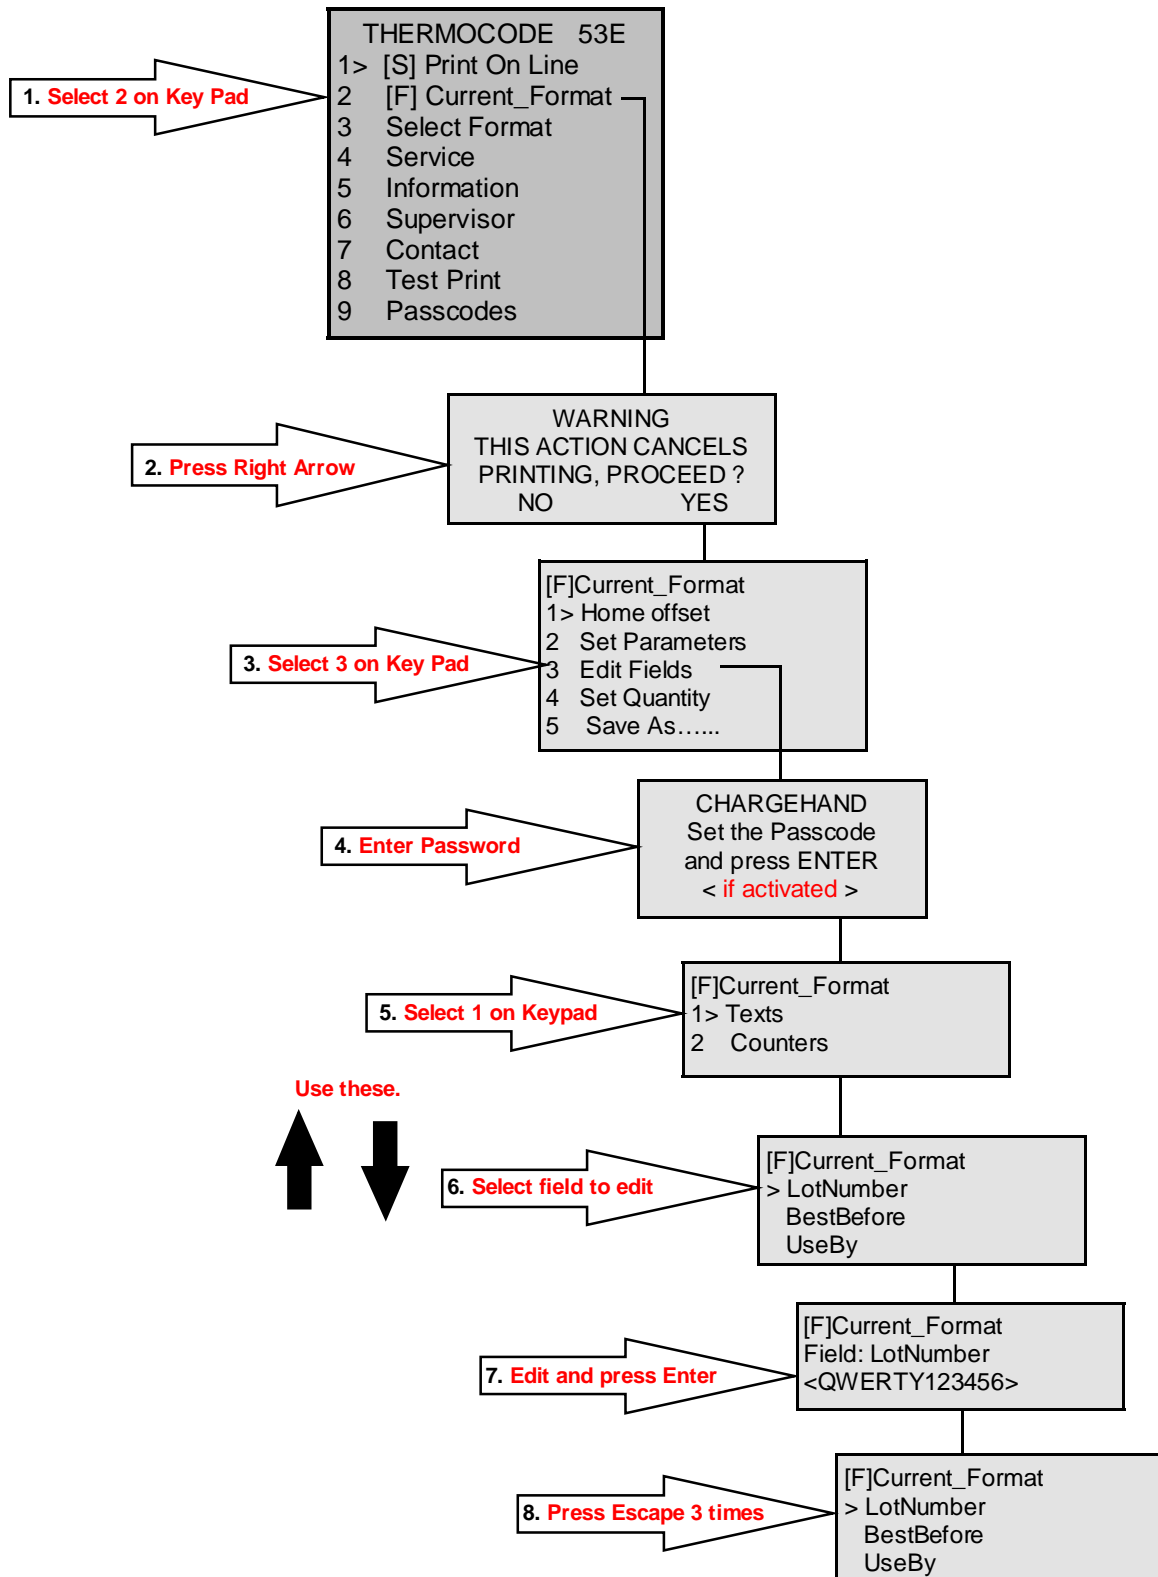 THERMOCODE 53E
1> [S] Print On Line
2 [F] Current_Format
3 Select Format
4 Service
5 Information
6 Supervisor
7 Contact
8 Test Print
9 Passcodes
1. Select 2 on Key Pad
WARNING
THIS ACTION CANCELS
PRINTING, PROCEED ?
NO YES
2. Press Right Arrow
[F]Current_Format
1> Home offset
2 Set Parameters
3 Edit Fields
4 Set Quantity
5 Save As…...
3. Select 3 on Key Pad
CHARGEHAND
Set the Passcode
and press ENTER
< if activated >
4. Enter Password
[F]Current_Format
1> Texts
2 Counters
5. Select 1 on Keypad
Use these.
[F]Current_Format
> LotNumber
BestBefore
UseBy
6. Select field to edit
[F]Current_Format
Field: LotNumber
<QWERTY123456>
7. Edit and press Enter
[F]Current_Format
> LotNumber
BestBefore
UseBy
8. Press Escape 3 times